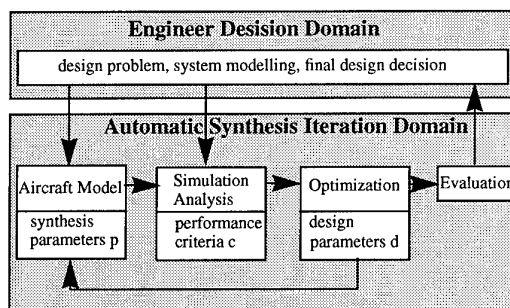 Engineer Desision Domain
design problem, system modelling, final design decision
Automatic Synthesis Iteration Domain
Aircraft Model
synthesis
parameters p
Simulation
Analysis
performance
criteria c
Optimization
design
parameters d
Evaluation